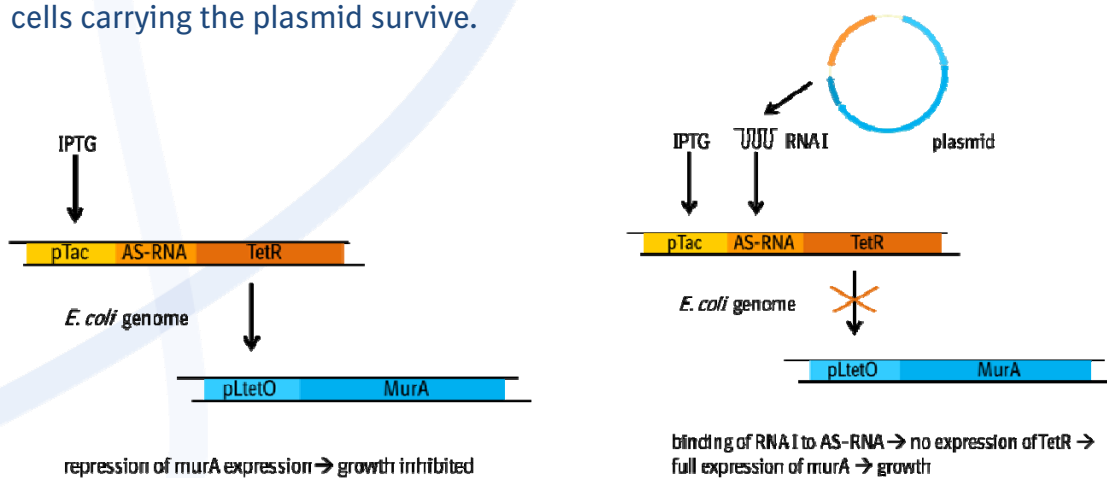 cells carrying the plasmid survive.
IPTG
pTac AS-RNA TetR
E. coli genome
pLtetO MurA
repression of murA expression → growth inhibited
IPTG RNA I plasmid
pTac AS-RNA TetR
E. coli genome
pLtetO MurA
binding of RNA I to AS-RNA → no expression of TetR →
full expression of murA → growth